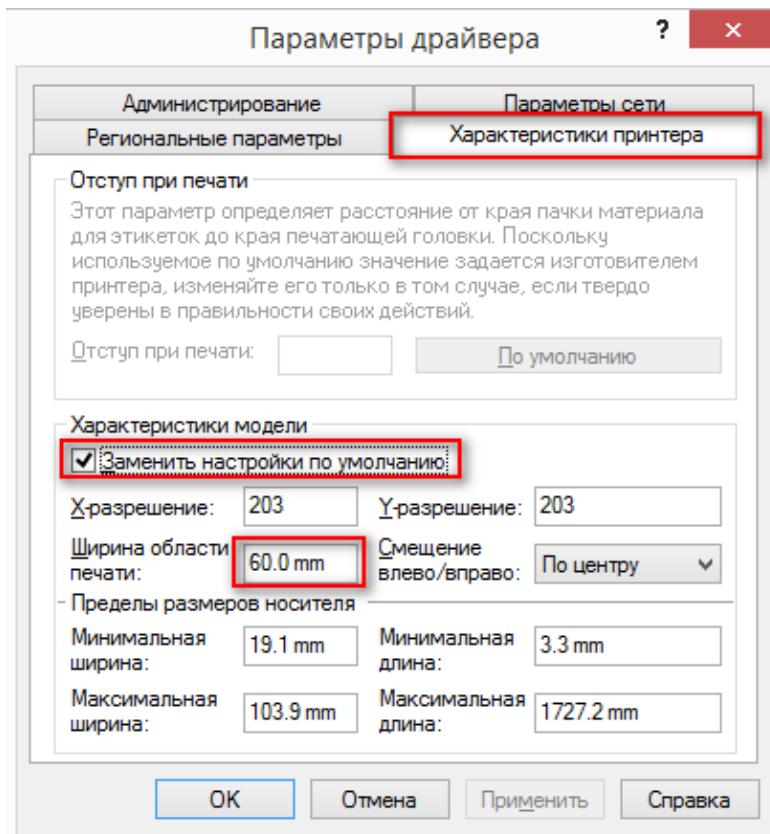 Параметры драйвера
?
×
Администрирование
Параметры сети
Региональные параметры
Характеристики принтера
Отступ при печати
Этот параметр определяет расстояние от края пачки материала
для этикеток до края печатающей головки. Поскольку
используемое по умолчанию значение задается изготовителем
принтера, изменяйте его только в том случае, если твердо
уверены в правильности своих действий.
Отступ при печати:
По умолчанию
Характеристики модели
Заменить настройки по умолчанию
X-разрешение: 203 Y-разрешение: 203
Ширина области
печати: 60.0 mm
Смещение
влево/вправо: По центру
Пределы размеров носителя
Минимальная
ширина: 19.1 mm
Минимальная
длина: 3.3 mm
Максимальная
ширина: 103.9 mm
Максимальная
длина: 1727.2 mm
OK Отмена Применить Справка